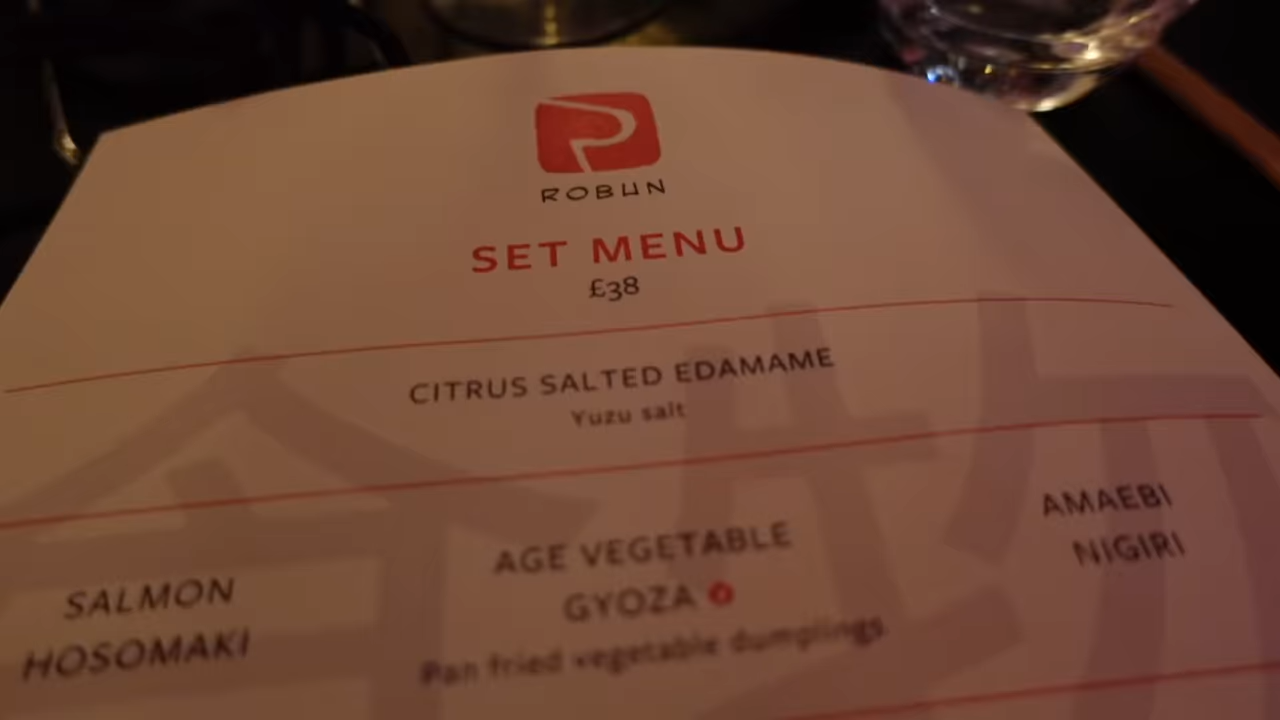 ROBUN
SET MENU
£38
CITRUS SALTED EDAMAME
Yuzu salt
SALMON
HOSOMAKI
AGE VEGETABLE
GYOZA
Pan fried vegetable dumplings
AMAEBI
NIGIRI